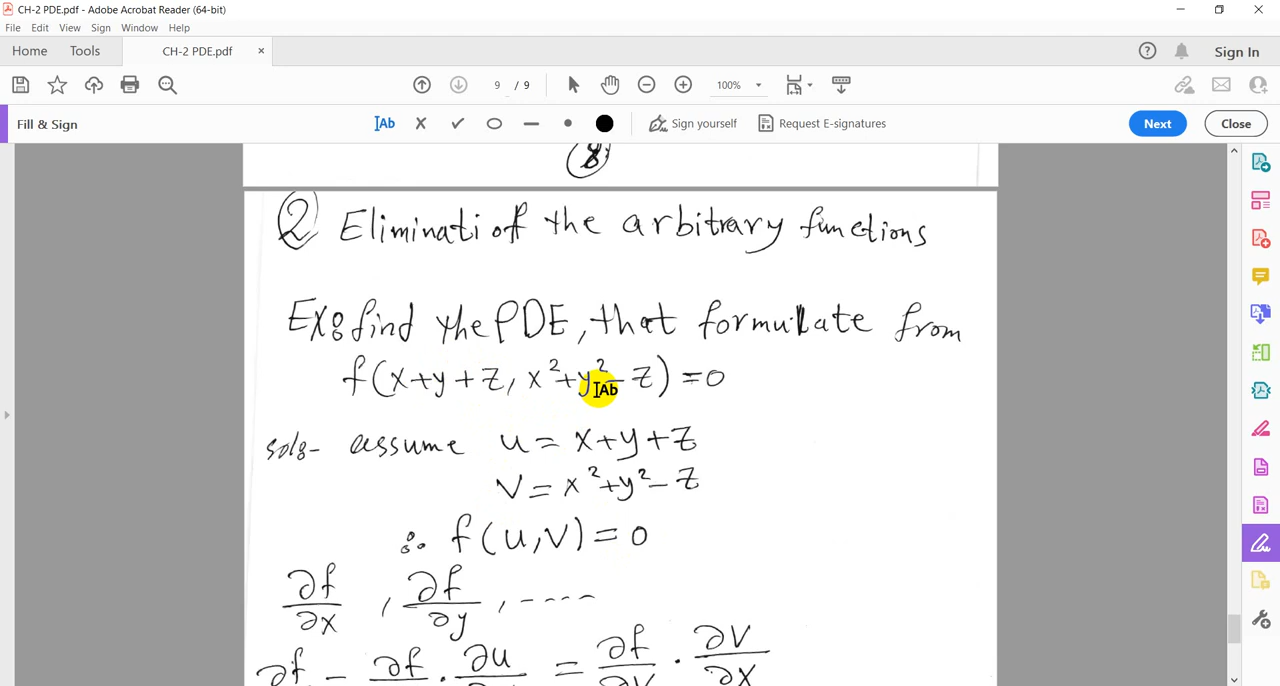 CH-2 PDE.pdf - Adobe Acrobat Reader (64-bit)
File Edit View Sign Window Help
Home Tools CH-2 PDE.pdf × Sign In
9 / 9 100%
Fill & Sign IAb Sign yourself Request E-signatures Next Close
8
② Eliminati of the arbitrary functions
Ex: find the PDE, that formulate from
f(x+y+z, x²+y²-z)=0
IAb
sol:- assume u = x+y+z
v = x²+y²-z
∴ f(u,v)=0
∂f/∂x , ∂f/∂y , ----
∂f = ∂f · ∂u = ∂f/∂v · ∂v/∂x